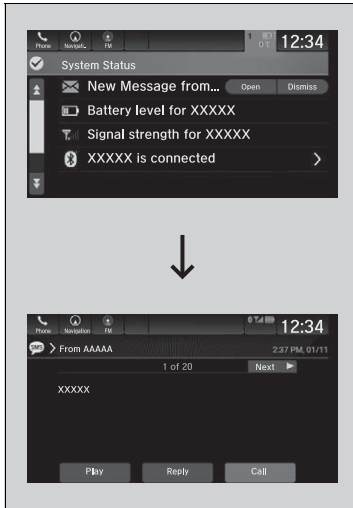 Phone Navigati.. FM 12:34
System Status
New Message from... Open Dismiss
Battery level for XXXXX
Signal strength for XXXXX
XXXXX is connected
Phone Navigation FM 12:34
SMS From AAAAA 2:37 PM, 01/11
1 of 20 Next
XXXXX
Play Reply Call